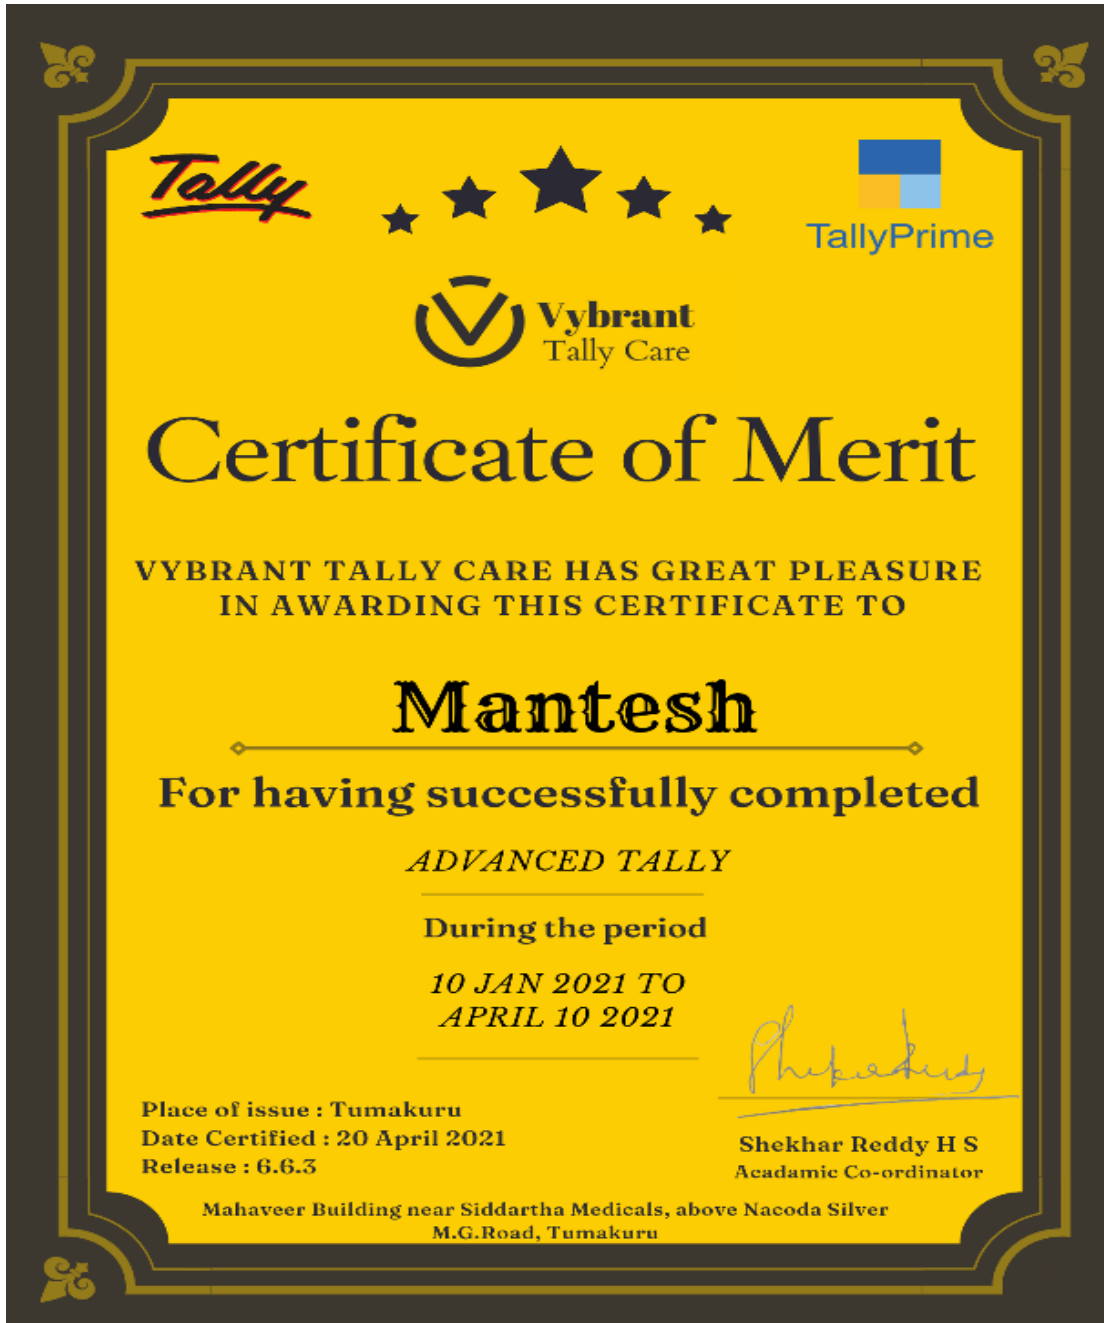 Tally
TallyPrime
Vybrant
Tally Care
Certificate of Merit
VYBRANT TALLY CARE HAS GREAT PLEASURE
IN AWARDING THIS CERTIFICATE TO
Mantesh
For having successfully completed
ADVANCED TALLY
During the period
10 JAN 2021 TO
APRIL 10 2021
Place of issue : Tumakuru
Date Certified : 20 April 2021
Release : 6.6.3
Shekhar Reddy H S
Acadamic Co-ordinator
Mahaveer Building near Siddartha Medicals, above Nacoda Silver
M.G.Road, Tumakuru